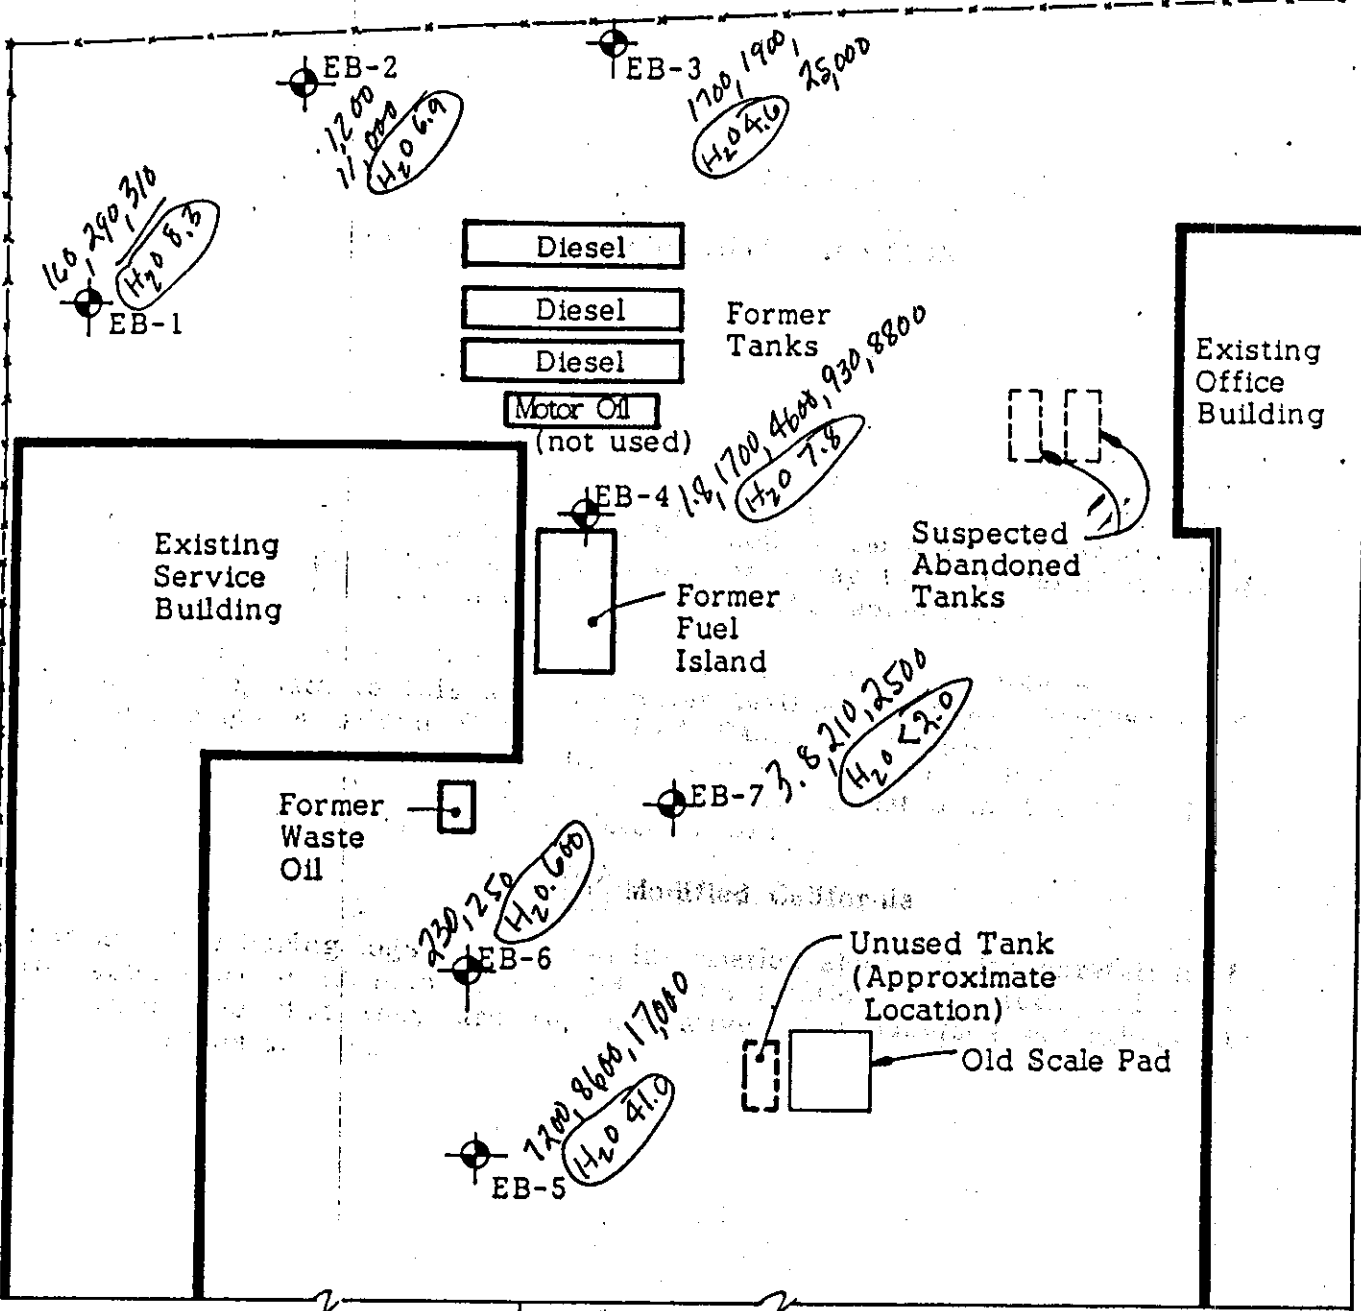 EB-2
1,200
11,000
H₂O 6.9
EB-3
1700, 1900,
25,000
H₂O 4.6
160, 290, 310
H₂O 8.3
EB-1
Diesel
Diesel
Diesel
Motor Oil
(not used)
Former
Tanks
Existing
Office
Building
EB-4
1.8, 1700, 4600, 930, 8800
H₂O 7.8
Existing
Service
Building
Suspected
Abandoned
Tanks
Former
Fuel
Island
EB-7
3.8, 210, 2500
H₂O <2.0
Former
Waste
Oil
230, 250
H₂O .600
EB-6
Modified California
Unused Tank
(Approximate
Location)
Old Scale Pad
7200, 8600, 17,000
H₂O 41.0
EB-5